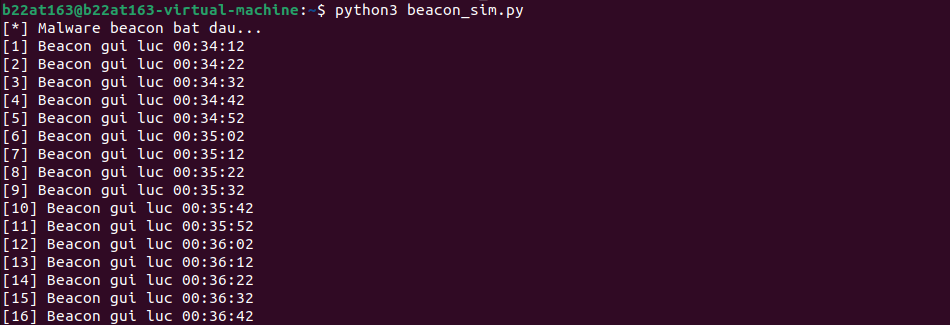 b22at163@b22at163-virtual-machine:~$ python3 beacon_sim.py
[*] Malware beacon bat dau...
[1] Beacon gui luc 00:34:12
[2] Beacon gui luc 00:34:22
[3] Beacon gui luc 00:34:32
[4] Beacon gui luc 00:34:42
[5] Beacon gui luc 00:34:52
[6] Beacon gui luc 00:35:02
[7] Beacon gui luc 00:35:12
[8] Beacon gui luc 00:35:22
[9] Beacon gui luc 00:35:32
[10] Beacon gui luc 00:35:42
[11] Beacon gui luc 00:35:52
[12] Beacon gui luc 00:36:02
[13] Beacon gui luc 00:36:12
[14] Beacon gui luc 00:36:22
[15] Beacon gui luc 00:36:32
[16] Beacon gui luc 00:36:42